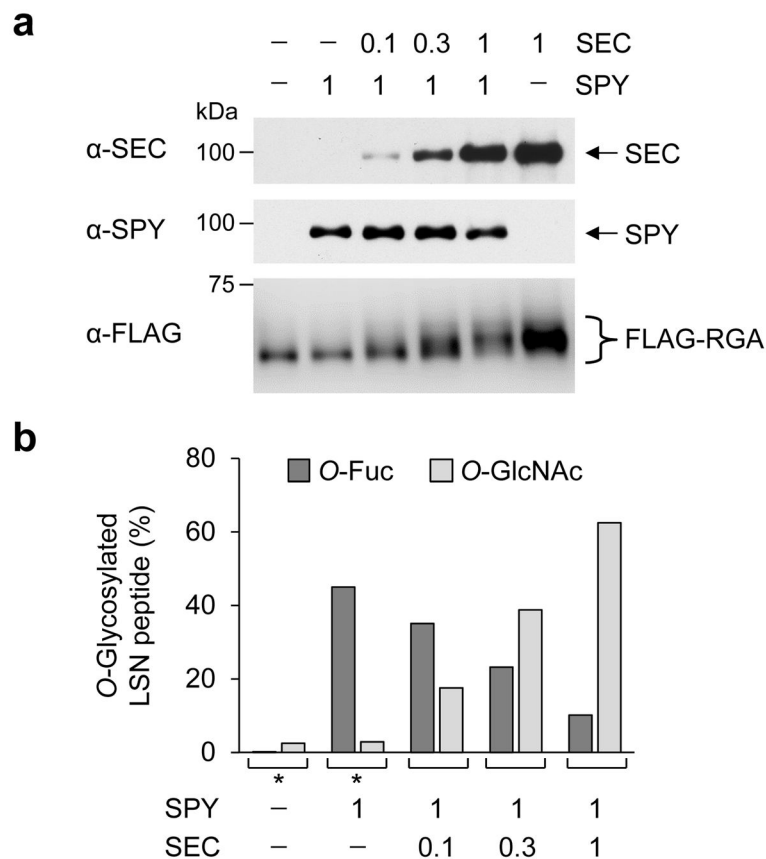 a
– – 0.1 0.3 1 1 SEC
– 1 1 1 1 – SPY
kDa
α-SEC 100 SEC
α-SPY 100 SPY
75
α-FLAG FLAG-RGA
b
O-Glycosylated
LSN peptide (%)
80
O-Fuc O-GlcNAc
60
40
20
0
* *
SPY – 1 1 1 1
SEC – – 0.1 0.3 1